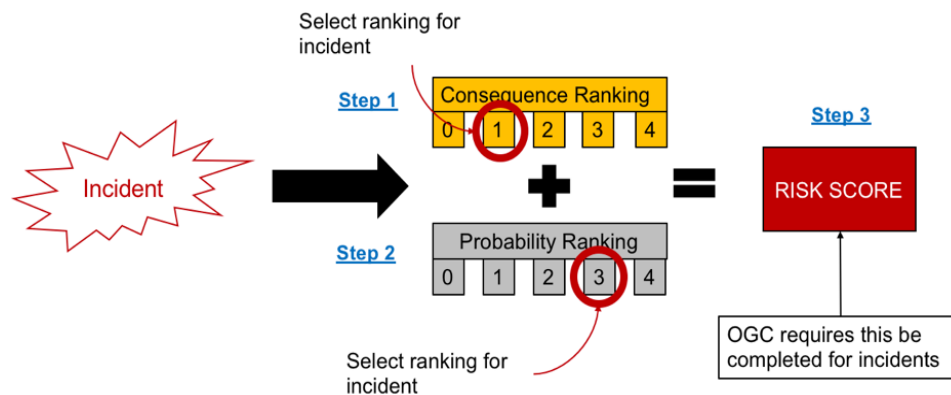 Select ranking for
incident
Step 1
Consequence Ranking
0 1 2 3 4
Step 3
Incident
RISK SCORE
Step 2
Probability Ranking
0 1 2 3 4
Select ranking for
incident
OGC requires this be
completed for incidents